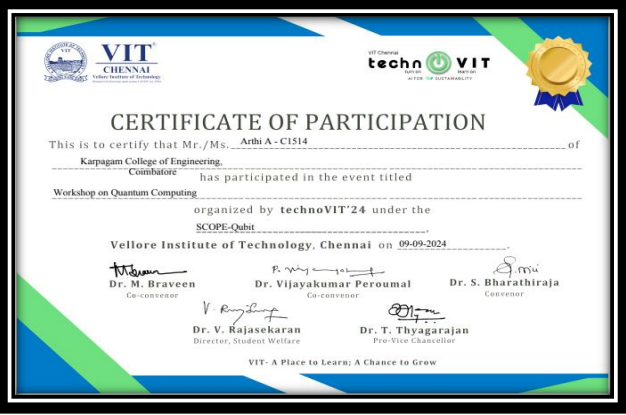 VIT
CHENNAI
Vellore Institute of Technology
VIT Chennai
techno VIT
turn on learn on
AI FOR SUSTAINABILITY
CERTIFICATE OF PARTICIPATION
This is to certify that Mr./Ms. Arthi A - C1514 of
Karpagam College of Engineering,
Coimbatore has participated in the event titled
Workshop on Quantum Computing
organized by technoVIT'24 under the
SCOPE-Qubit,
Vellore Institute of Technology, Chennai on 09-09-2024.
Dr. M. Braveen Dr. Vijayakumar Peroumal Dr. S. Bharathiraja
Co-convenor Co-convenor Convenor
Dr. V. Rajasekaran Dr. T. Thyagarajan
Director, Student Welfare Pro-Vice Chancellor
VIT- A Place to Learn; A Chance to Grow